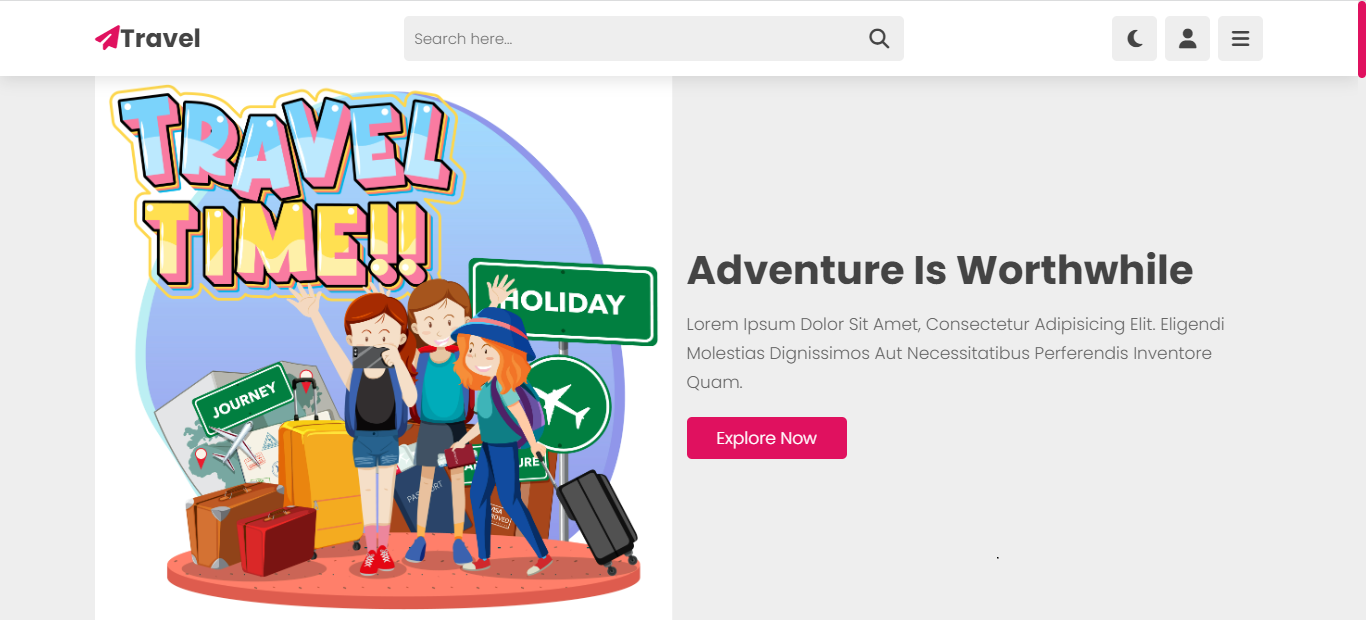 Travel
Search here...
TRAVEL
TIME!!
HOLIDAY
JOURNEY
PASSPORT
URE
VISA
Adventure Is Worthwhile
Lorem Ipsum Dolor Sit Amet, Consectetur Adipisicing Elit. Eligendi
Molestias Dignissimos Aut Necessitatibus Perferendis Inventore
Quam.
Explore Now